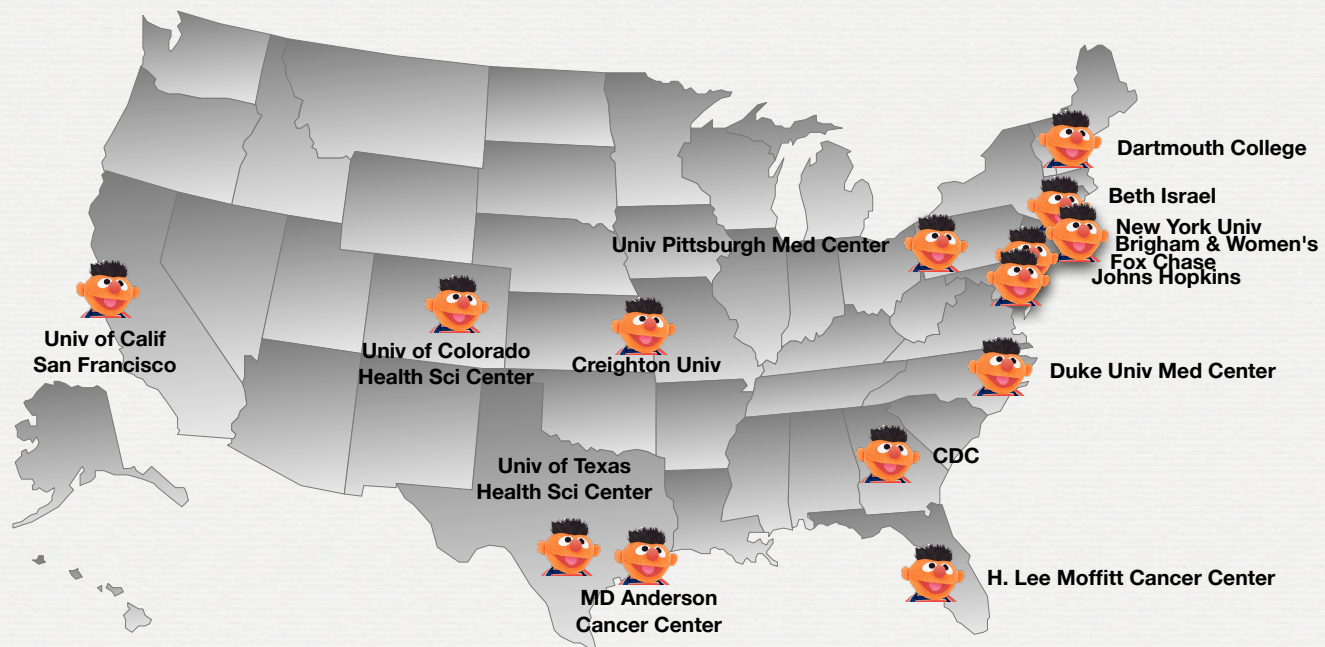 Dartmouth College
Beth Israel
New York Univ
Univ Pittsburgh Med Center
Brigham & Women's
Fox Chase
Johns Hopkins
Univ of Calif
San Francisco
Univ of Colorado
Health Sci Center
Creighton Univ
Duke Univ Med Center
CDC
Univ of Texas
Health Sci Center
H. Lee Moffitt Cancer Center
MD Anderson
Cancer Center